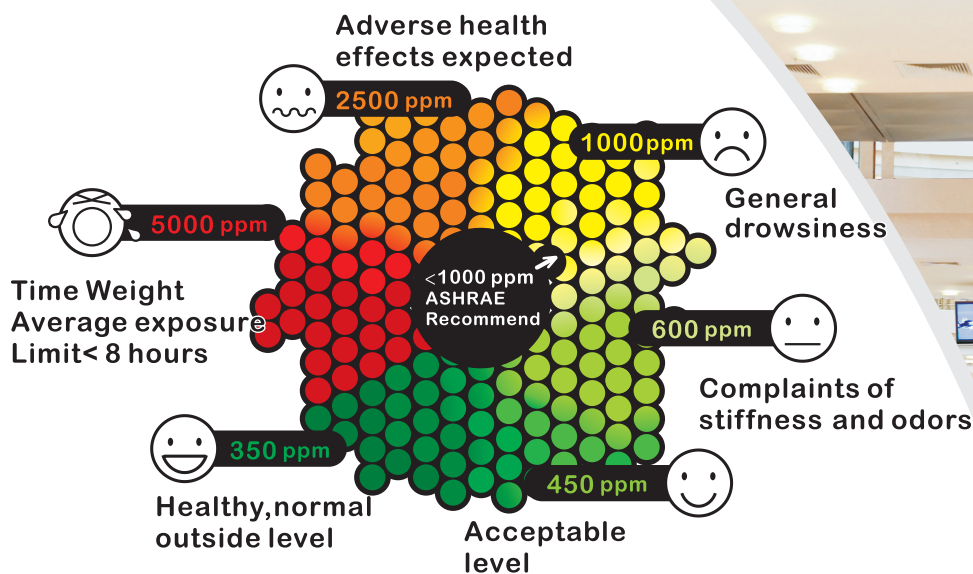 Adverse health
effects expected
2500 ppm
1000ppm
General
drowsiness
5000 ppm
Time Weight
Average exposure
Limit< 8 hours
<1000 ppm
ASHRAE
Recommend
600 ppm
Complaints of
stiffness and odors
350 ppm
Healthy,normal
outside level
450 ppm
Acceptable
level